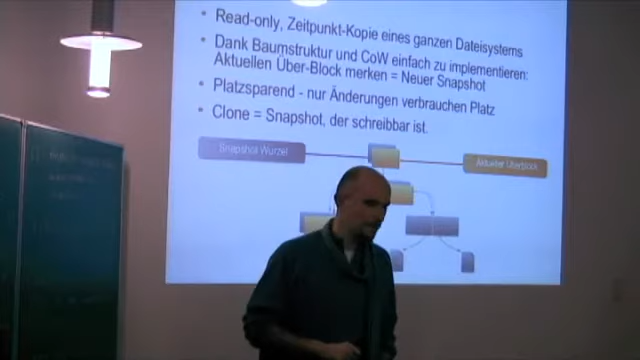 • Read-only, Zeitpunkt-Kopie eines ganzen Dateisystems
• Dank Baumstruktur und CoW einfach zu implementieren:
Aktuellen Über-Block merken = Neuer Snapshot
• Platzsparend - nur Änderungen verbrauchen Platz
• Clone = Snapshot, der schreibbar ist.
Snapshot Wurzel
Aktueller Überblock